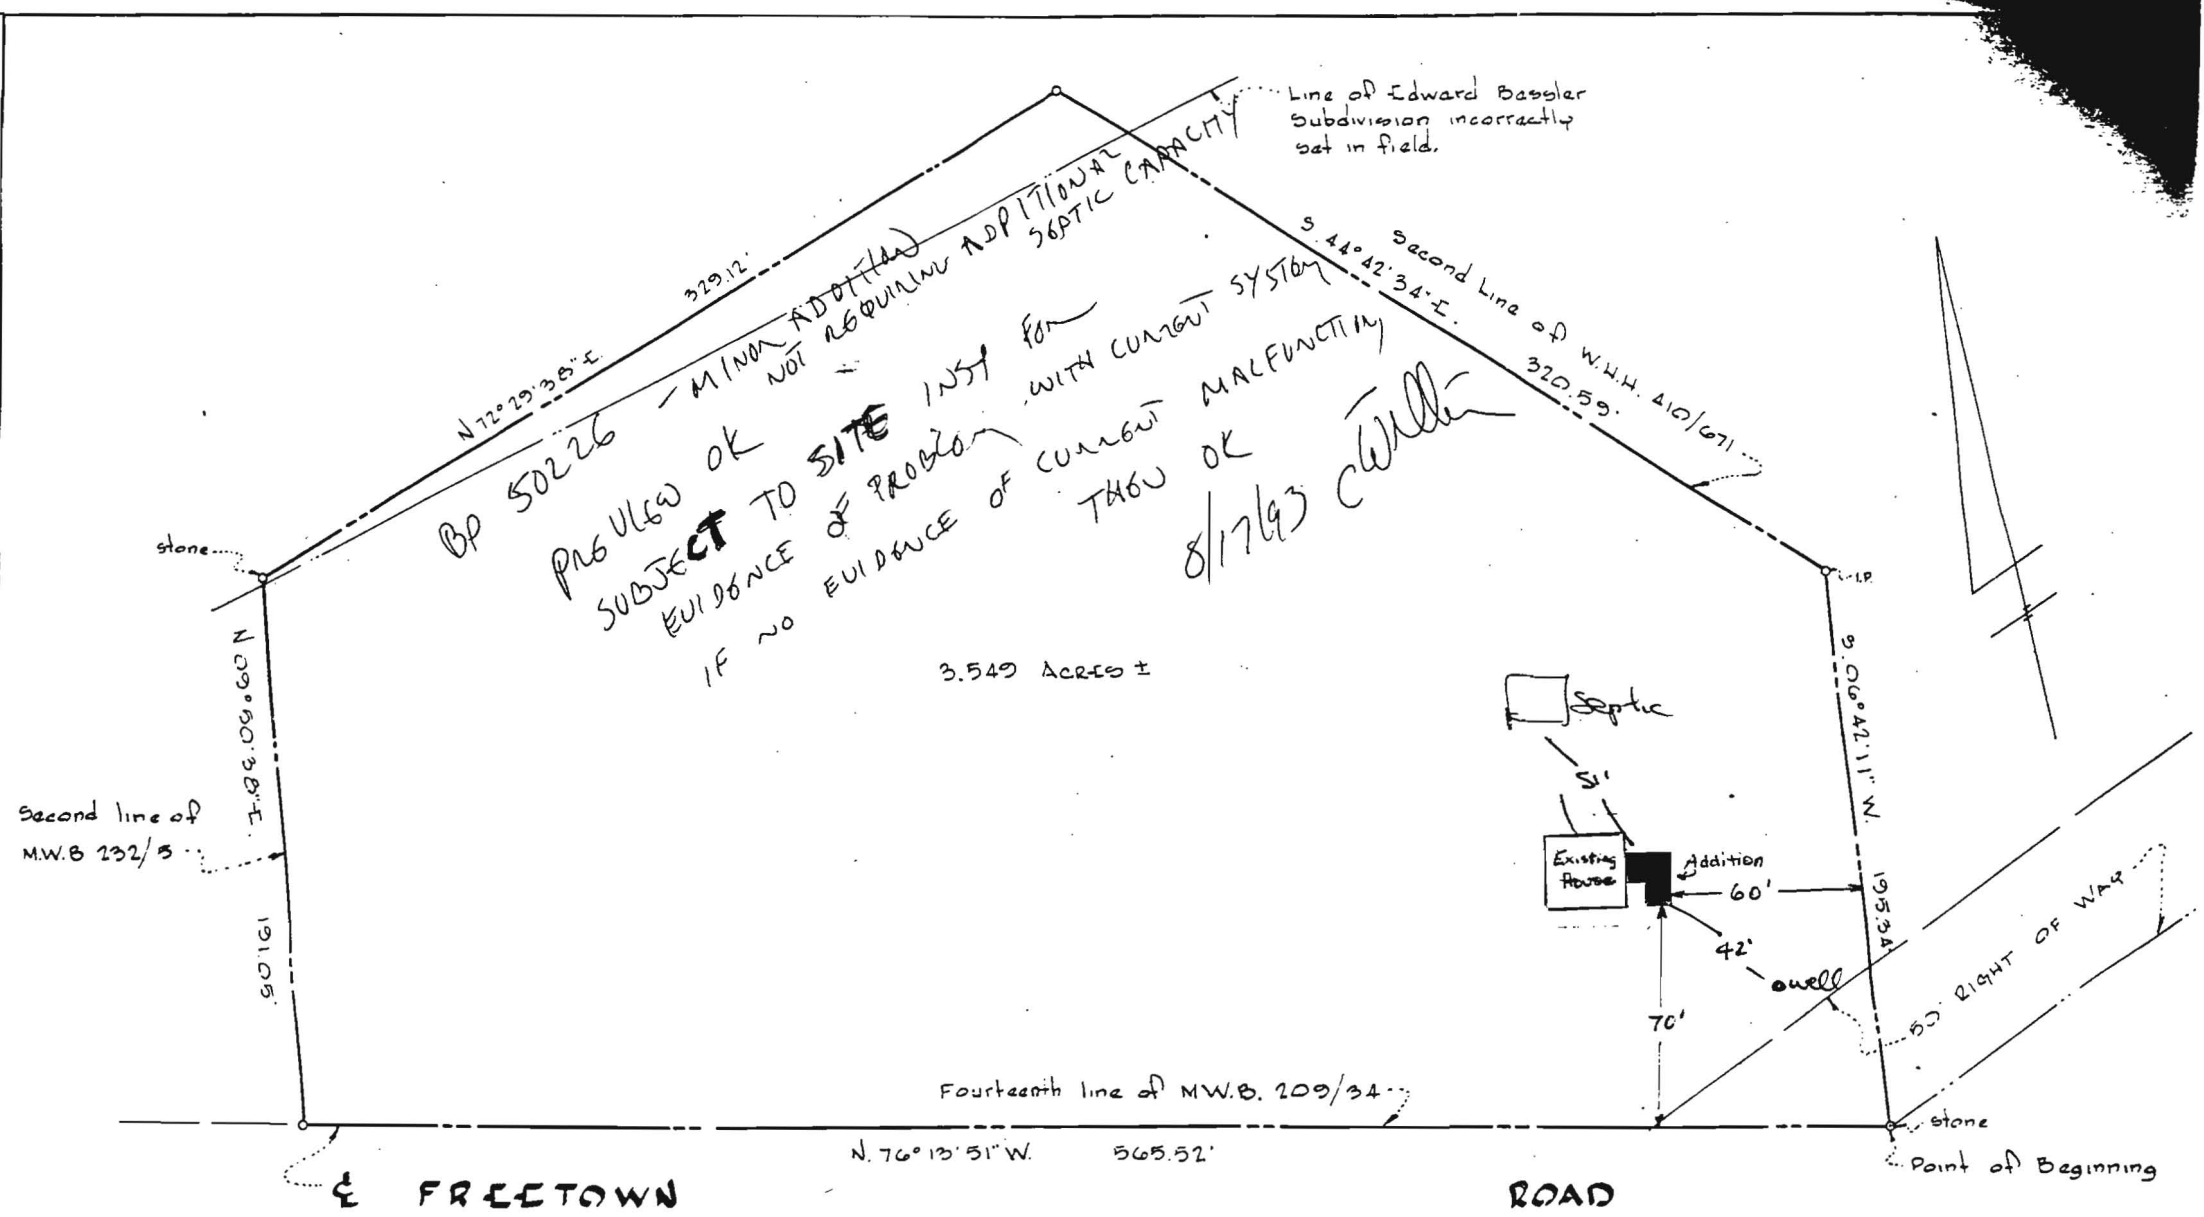 Line of Edward Bassler
Subdivision incorrectly
set in field.
329.12'
N 72° 29' 38" E.
S. 44° 42' 34" E.
320.59'
Second Line of W.H.H. 410/671
BP 50226 - MINOR ADDITION
NOT REQUIRING ADDITIONAL
SEPTIC CAPACITY
PREVIEW OK -
SUBJECT TO SITE INSP FOR
EVIDENCE OF PROBLEM WITH CURRENT SYSTEM
IF NO EVIDENCE OF CURRENT MALFUNCTION
THEN OK
8/17/93
stone
I.P.
N 09° 50' 38" E.
191.05'
Second line of
M.W.B 232/5
3.549 ACRES ±
Septic
51'
Existing
House
Addition
60'
42'
well
70'
S. 06° 42' 11" W.
195.34'
50' RIGHT OF WAY
Fourteenth line of M.W.B. 209/34
N. 76° 13' 51" W. 565.52'
stone
Point of Beginning
℄ FREETOWN ROAD